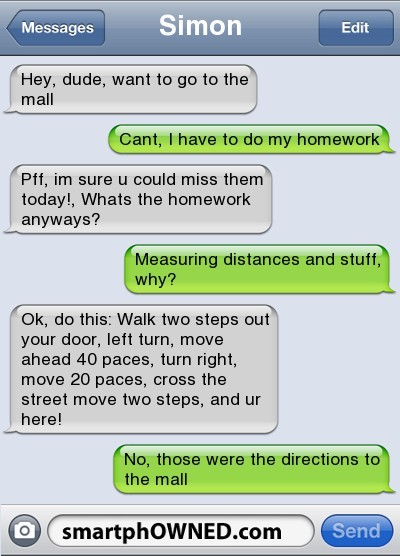 Messages
Simon
Edit
Hey, dude, want to go to the
mall
Cant, I have to do my homework
Pff, im sure u could miss them
today!, Whats the homework
anyways?
Measuring distances and stuff,
why?
Ok, do this: Walk two steps out
your door, left turn, move
ahead 40 paces, turn right,
move 20 paces, cross the
street move two steps, and ur
here!
No, those were the directions to
the mall
smartphOWNED.com
Send